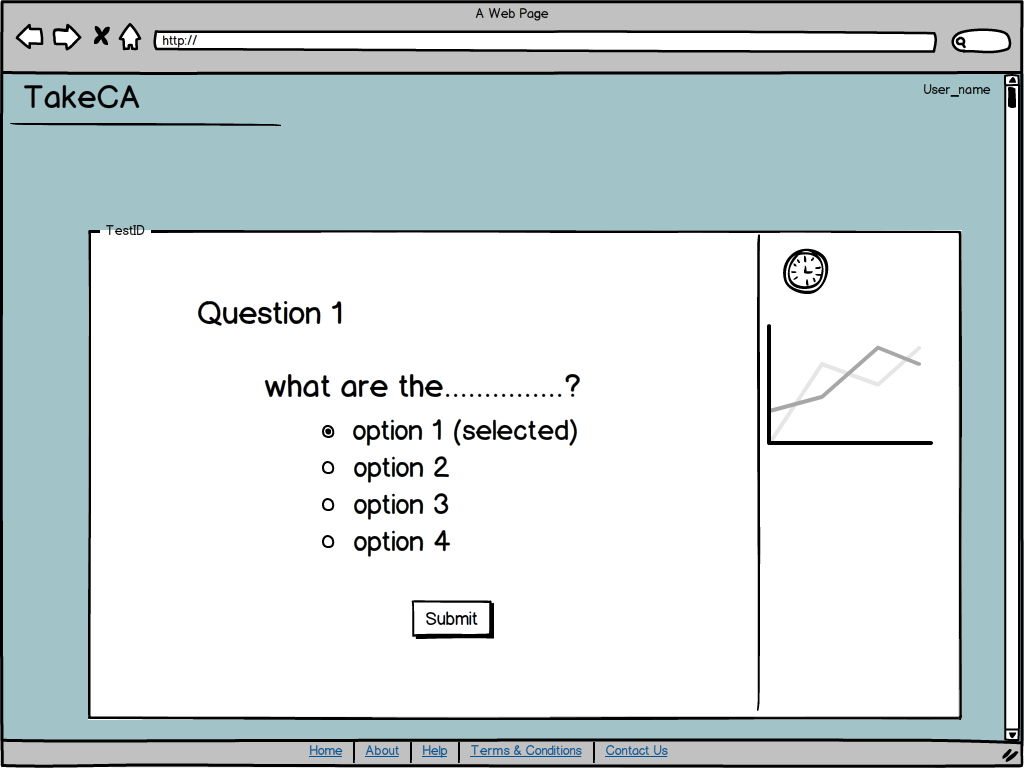 A Web Page
http://
TakeCA
User_name
TestID
Question 1
what are the...............?
option 1 (selected)
option 2
option 3
option 4
Submit
Home About Help Terms & Conditions Contact Us